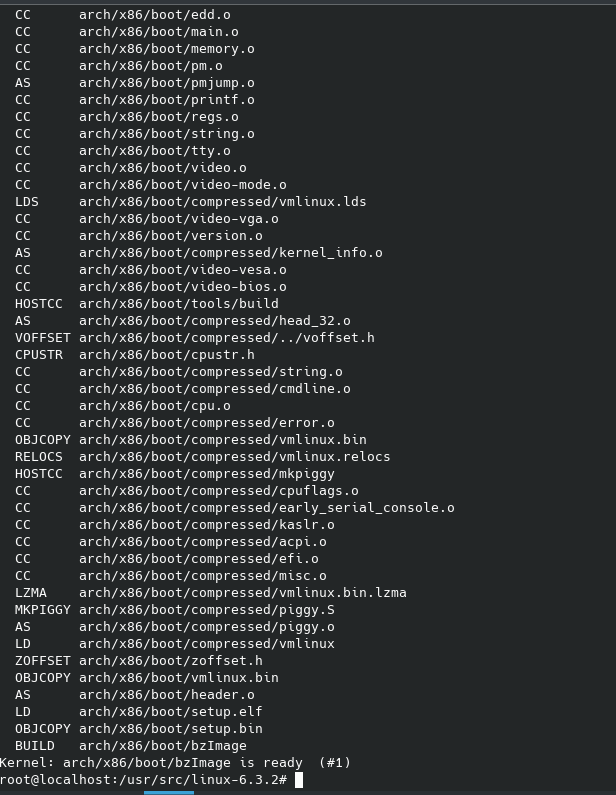 CC      arch/x86/boot/edd.o
CC      arch/x86/boot/main.o
CC      arch/x86/boot/memory.o
CC      arch/x86/boot/pm.o
AS      arch/x86/boot/pmjump.o
CC      arch/x86/boot/printf.o
CC      arch/x86/boot/regs.o
CC      arch/x86/boot/string.o
CC      arch/x86/boot/tty.o
CC      arch/x86/boot/video.o
CC      arch/x86/boot/video-mode.o
LDS     arch/x86/boot/compressed/vmlinux.lds
CC      arch/x86/boot/video-vga.o
CC      arch/x86/boot/version.o
AS      arch/x86/boot/compressed/kernel_info.o
CC      arch/x86/boot/video-vesa.o
CC      arch/x86/boot/video-bios.o
HOSTCC  arch/x86/boot/tools/build
AS      arch/x86/boot/compressed/head_32.o
VOFFSET arch/x86/boot/compressed/../voffset.h
CPUSTR  arch/x86/boot/cpustr.h
CC      arch/x86/boot/compressed/string.o
CC      arch/x86/boot/compressed/cmdline.o
CC      arch/x86/boot/cpu.o
CC      arch/x86/boot/compressed/error.o
OBJCOPY arch/x86/boot/compressed/vmlinux.bin
RELOCS  arch/x86/boot/compressed/vmlinux.relocs
HOSTCC  arch/x86/boot/compressed/mkpiggy
CC      arch/x86/boot/compressed/cpuflags.o
CC      arch/x86/boot/compressed/early_serial_console.o
CC      arch/x86/boot/compressed/kaslr.o
CC      arch/x86/boot/compressed/acpi.o
CC      arch/x86/boot/compressed/efi.o
CC      arch/x86/boot/compressed/misc.o
LZMA    arch/x86/boot/compressed/vmlinux.bin.lzma
MKPIGGY arch/x86/boot/compressed/piggy.S
AS      arch/x86/boot/compressed/piggy.o
LD      arch/x86/boot/compressed/vmlinux
ZOFFSET arch/x86/boot/zoffset.h
OBJCOPY arch/x86/boot/vmlinux.bin
AS      arch/x86/boot/header.o
LD      arch/x86/boot/setup.elf
OBJCOPY arch/x86/boot/setup.bin
BUILD   arch/x86/boot/bzImage
Kernel: arch/x86/boot/bzImage is ready  (#1)
root@localhost:/usr/src/linux-6.3.2#